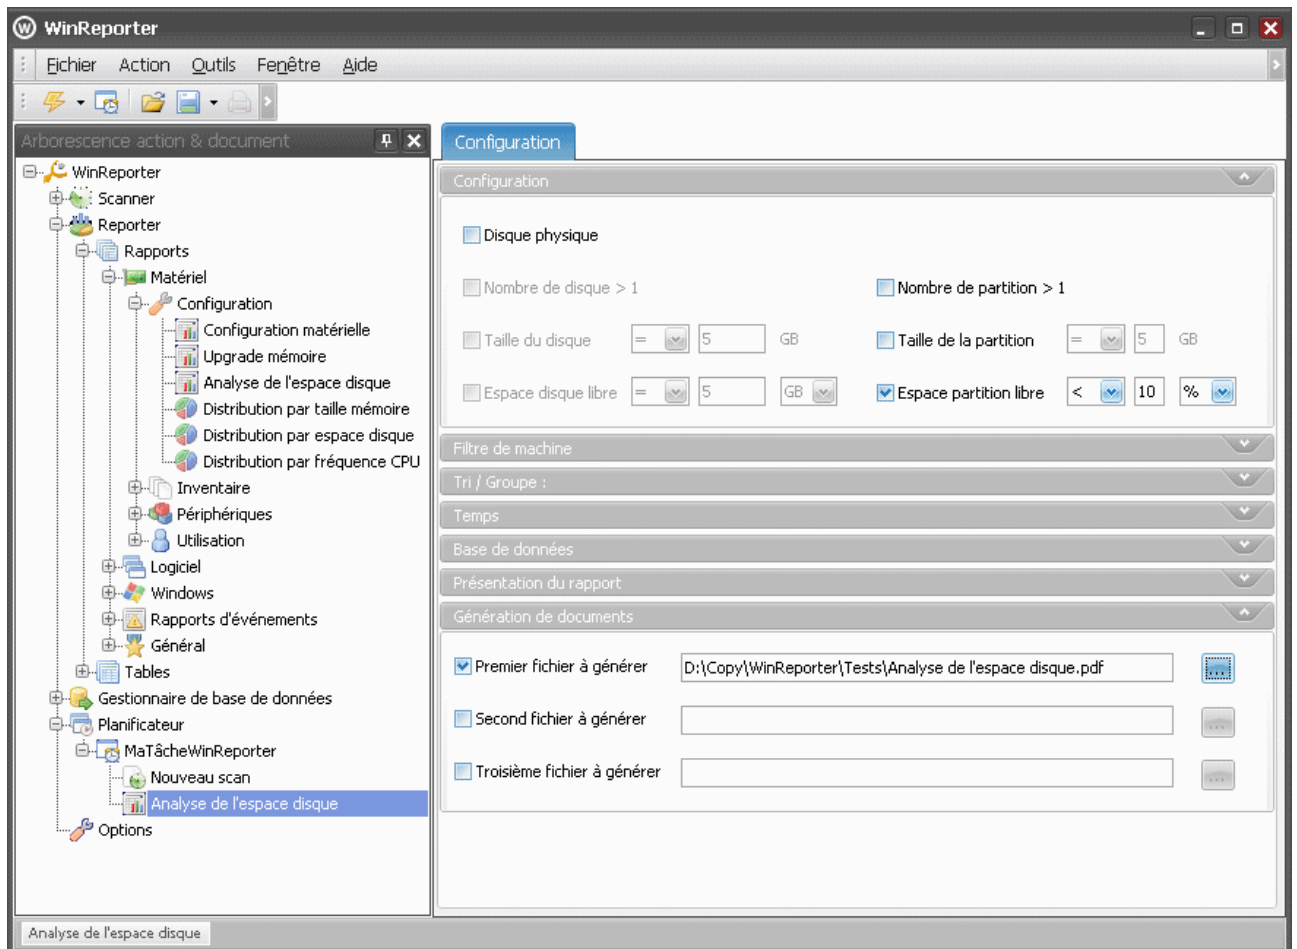 WinReporter
Fichier Action Outils Fenêtre Aide
Arborescence action & document
WinReporter
Scanner
Reporter
Rapports
Matériel
Configuration
Configuration matérielle
Upgrade mémoire
Analyse de l'espace disque
Distribution par taille mémoire
Distribution par espace disque
Distribution par fréquence CPU
Inventaire
Périphériques
Utilisation
Logiciel
Windows
Rapports d'événements
Général
Tables
Gestionnaire de base de données
Planificateur
MaTâcheWinReporter
Nouveau scan
Analyse de l'espace disque
Options
Configuration
Configuration
Disque physique
Nombre de disque > 1 Nombre de partition > 1
Taille du disque = 5 GB Taille de la partition = 5 GB
Espace disque libre = 5 GB Espace partition libre < 10 %
Filtre de machine
Tri / Groupe :
Temps
Base de données
Présentation du rapport
Génération de documents
Premier fichier à générer D:\Copy\WinReporter\Tests\Analyse de l'espace disque.pdf
Second fichier à générer
Troisième fichier à générer
Analyse de l'espace disque